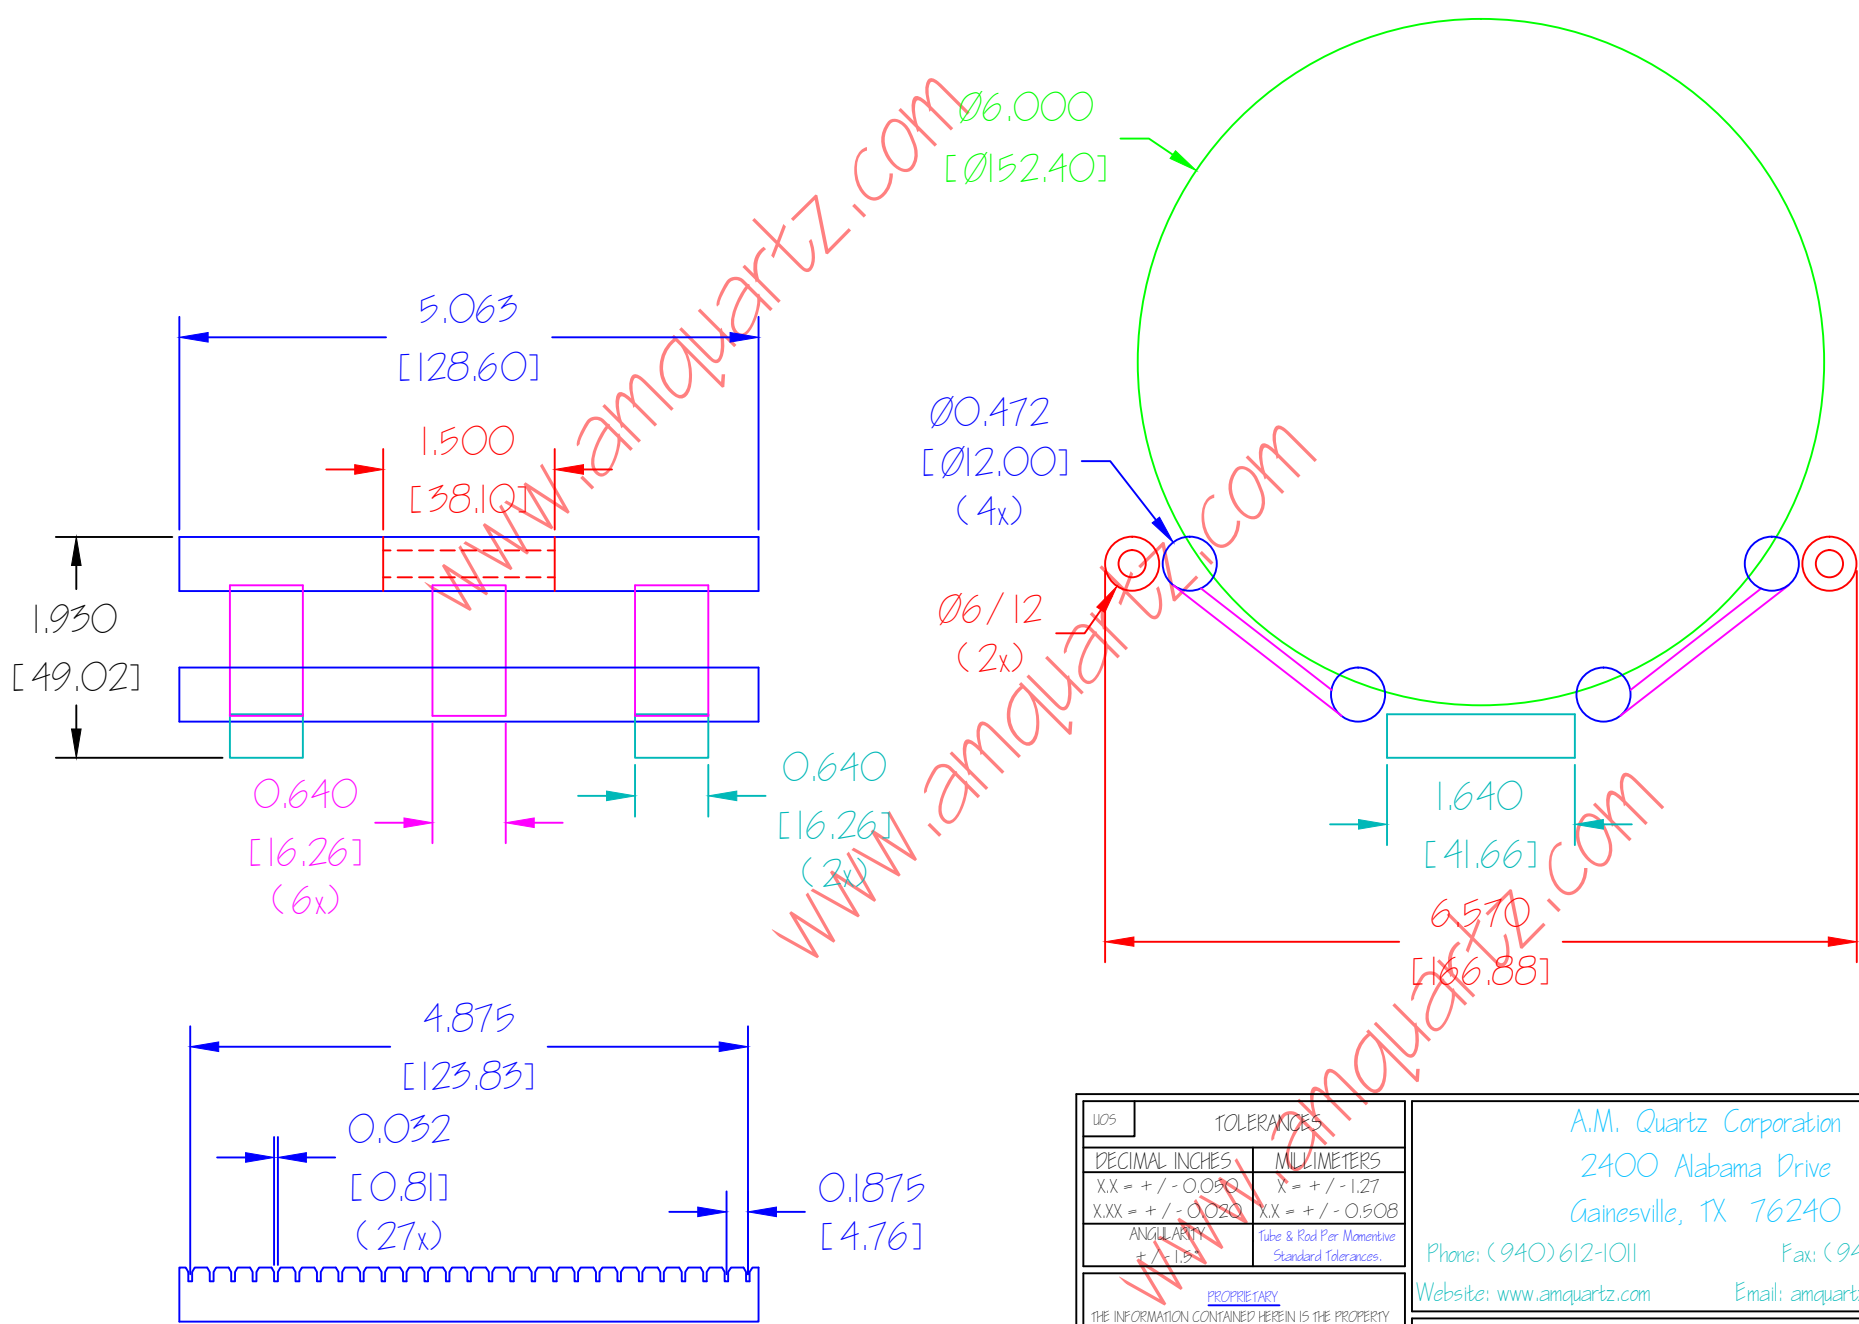 Ø6.000
[Ø152.40]
5.063
[128.60]
1.500
[38.10]
Ø0.472
[Ø12.00]
(4x)
1.930
[49.02]
Ø6/12
(2x)
0.640
[16.26]
(6x)
0.640
[16.26]
(2x)
1.640
[41.66]
6.570
[166.88]
4.875
[123.83]
0.032
[0.81]
(27x)
0.1875
[4.76]
www.amquartz.com
www.amquartz.com
www.amquartz.com
UOS
TOLERANCES
DECIMAL INCHES MILLIMETERS
X.X = +/- 0.050 X = +/- 1.27
X.XX = +/- 0.020 X.X = +/- 0.508
ANGULARITY
+/- 1.5°
Tube & Rod Per Momentive
Standard Tolerances.
PROPRIETARY
THE INFORMATION CONTAINED HEREIN IS THE PROPERTY
A.M. Quartz Corporation
2400 Alabama Drive
Gainesville, TX 76240
Phone: (940) 612-1011 Fax: (94
Website: www.amquartz.com Email: amquart